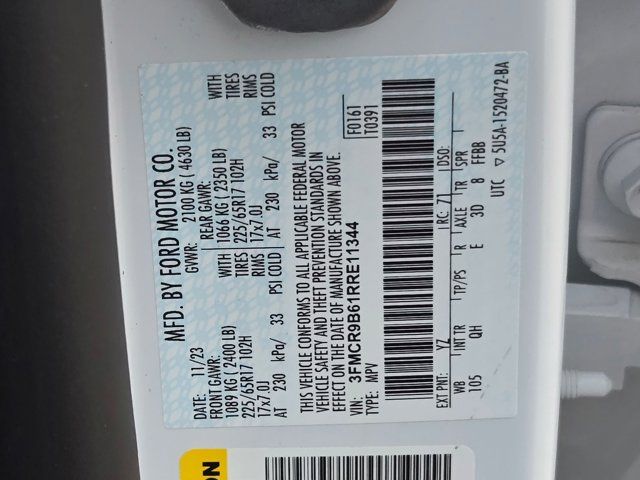 MFD. BY FORD MOTOR CO.
DATE: 11/23 GVWR: 2100 KG ( 4630 LB)
FRONT GAWR: REAR GAWR: WITH
1089 KG ( 2400 LB) 1066 KG ( 2350 LB) WITH
225/65R17 102H TIRES 225/65R17 102H TIRES
17x7.0J RIMS 17x7.0J RIMS
AT 230 kPa/ 33 PSI COLD AT 230 kPa/ 33 PSI COLD
THIS VEHICLE CONFORMS TO ALL APPLICABLE FEDERAL MOTOR
VEHICLE SAFETY AND THEFT PREVENTION STANDARDS IN
EFFECT ON THE DATE OF MANUFACTURE SHOWN ABOVE.
VIN: 3FMCR9B61RRE11344 F0161
TYPE: MPV T0391
EXT PNT: YZ RC: 71 DSO:
WB INT TR TP/PS R AXLE TR SPR
105 QH E 3D 8 FFBB
UTC ▽ 5U5A-1520472-BA
ON